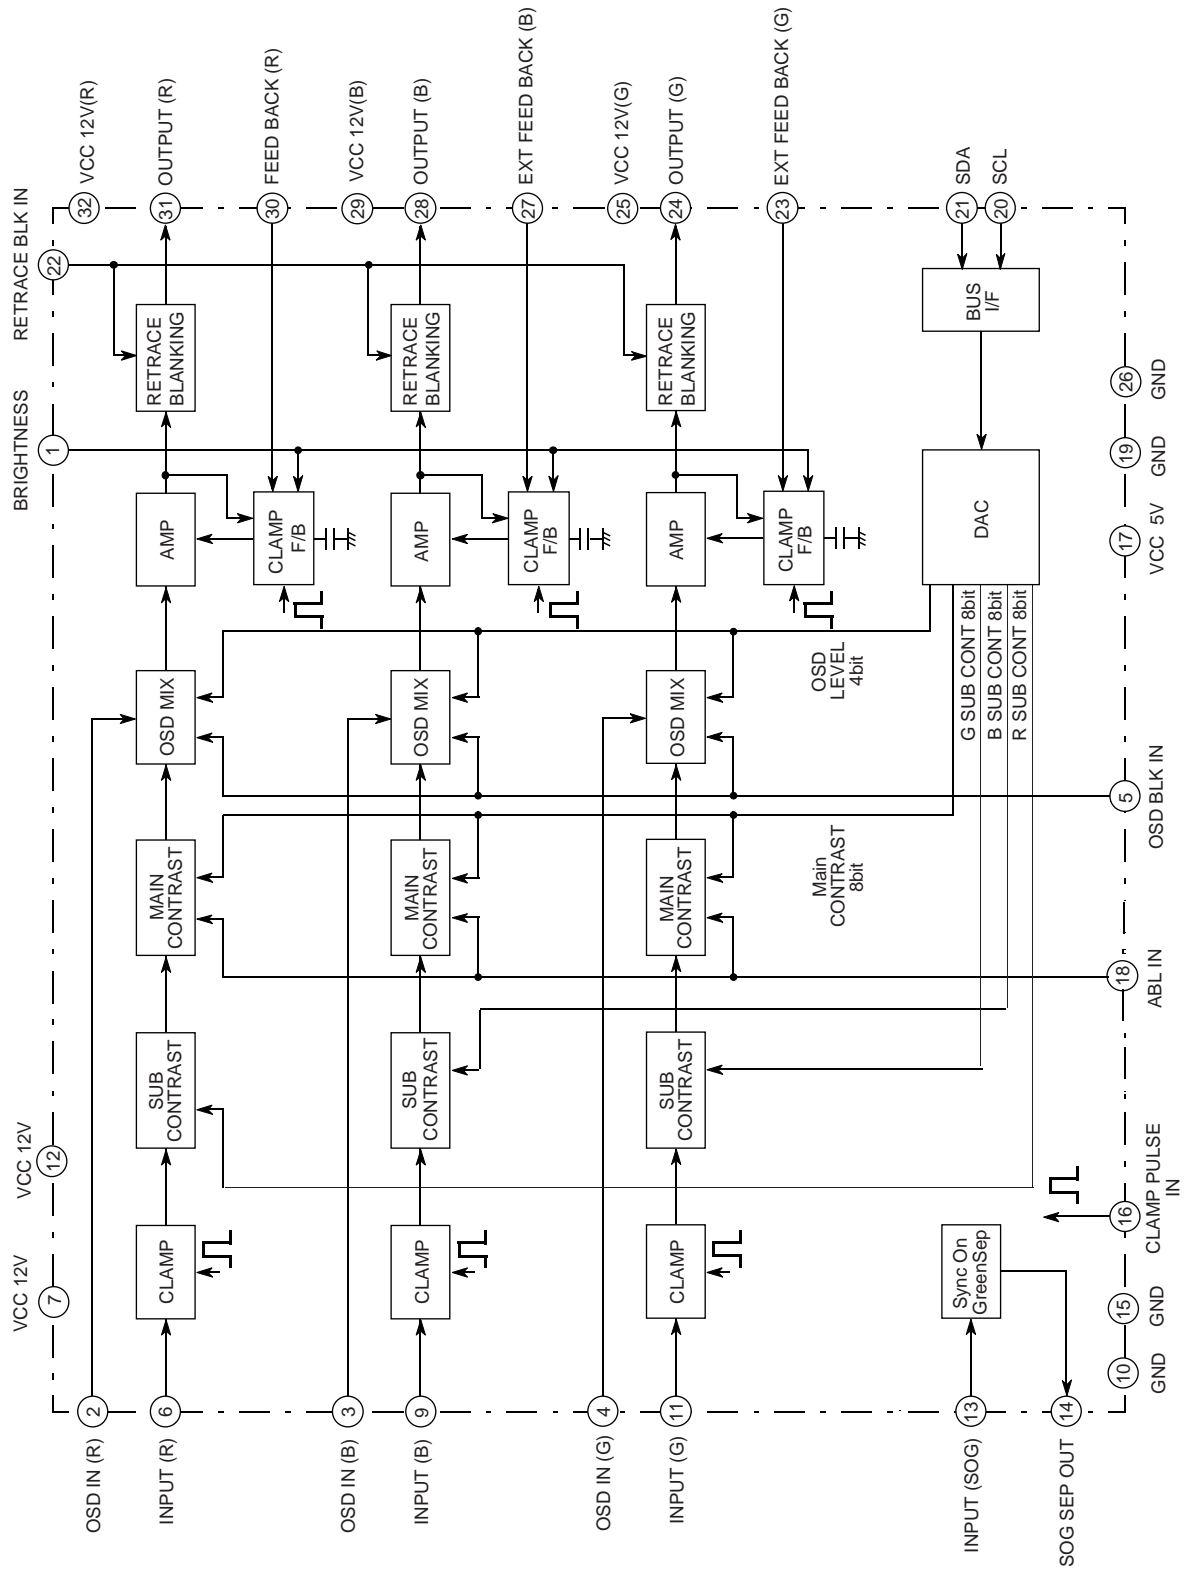 VCC 12V
VCC 12V
BRIGHTNESS
RETRACE BLK IN
7
12
1
22
OSD IN (R)
2
32
VCC 12V(R)
INPUT (R)
6
CLAMP
SUB
CONTRAST
MAIN
CONTRAST
OSD MIX
AMP
RETRACE
BLANKING
31
OUTPUT (R)
CLAMP
F/B
30
FEED BACK (R)
OSD IN (B)
3
29
VCC 12V(B)
INPUT (B)
9
CLAMP
SUB
CONTRAST
MAIN
CONTRAST
OSD MIX
AMP
RETRACE
BLANKING
28
OUTPUT (B)
CLAMP
F/B
27
EXT FEED BACK (B)
OSD IN (G)
4
25
VCC 12V(G)
INPUT (G)
11
CLAMP
SUB
CONTRAST
MAIN
CONTRAST
OSD MIX
AMP
RETRACE
BLANKING
24
OUTPUT (G)
CLAMP
F/B
23
EXT FEED BACK (G)
Main
CONTRAST
8bit
OSD
LEVEL
4bit
INPUT (SOG)
13
Sync On
GreenSep
G SUB CONT 8bit
B SUB CONT 8bit
R SUB CONT 8bit
DAC
BUS
I/F
21
SDA
20
SCL
SOG SEP OUT
14
10
15
16
18
5
17
19
26
GND
GND
CLAMP PULSE
IN
ABL IN
OSD BLK IN
VCC 5V
GND
GND